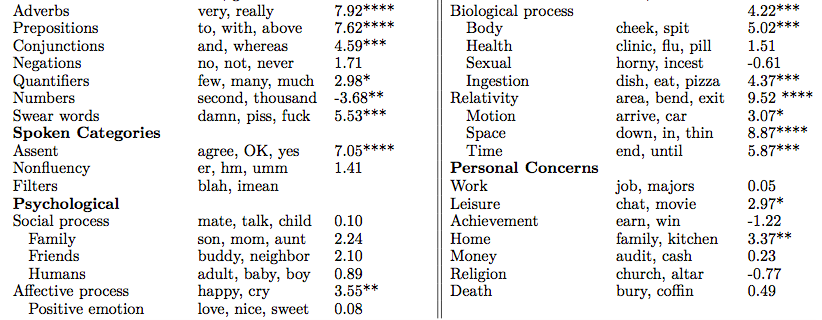 Adverbs very, really 7.92****
Prepositions to, with, above 7.62****
Conjunctions and, whereas 4.59***
Negations no, not, never 1.71
Quantifiers few, many, much 2.98*
Numbers second, thousand -3.68**
Swear words damn, piss, fuck 5.53***
Spoken Categories
Assent agree, OK, yes 7.05****
Nonfluency er, hm, umm 1.41
Filters blah, imean
Psychological
Social process mate, talk, child 0.10
Family son, mom, aunt 2.24
Friends buddy, neighbor 2.10
Humans adult, baby, boy 0.89
Affective process happy, cry 3.55**
Positive emotion love, nice, sweet 0.08
Biological process 4.22***
Body cheek, spit 5.02***
Health clinic, flu, pill 1.51
Sexual horny, incest -0.61
Ingestion dish, eat, pizza 4.37***
Relativity area, bend, exit 9.52 ****
Motion arrive, car 3.07*
Space down, in, thin 8.87****
Time end, until 5.87***
Personal Concerns
Work job, majors 0.05
Leisure chat, movie 2.97*
Achievement earn, win -1.22
Home family, kitchen 3.37**
Money audit, cash 0.23
Religion church, altar -0.77
Death bury, coffin 0.49